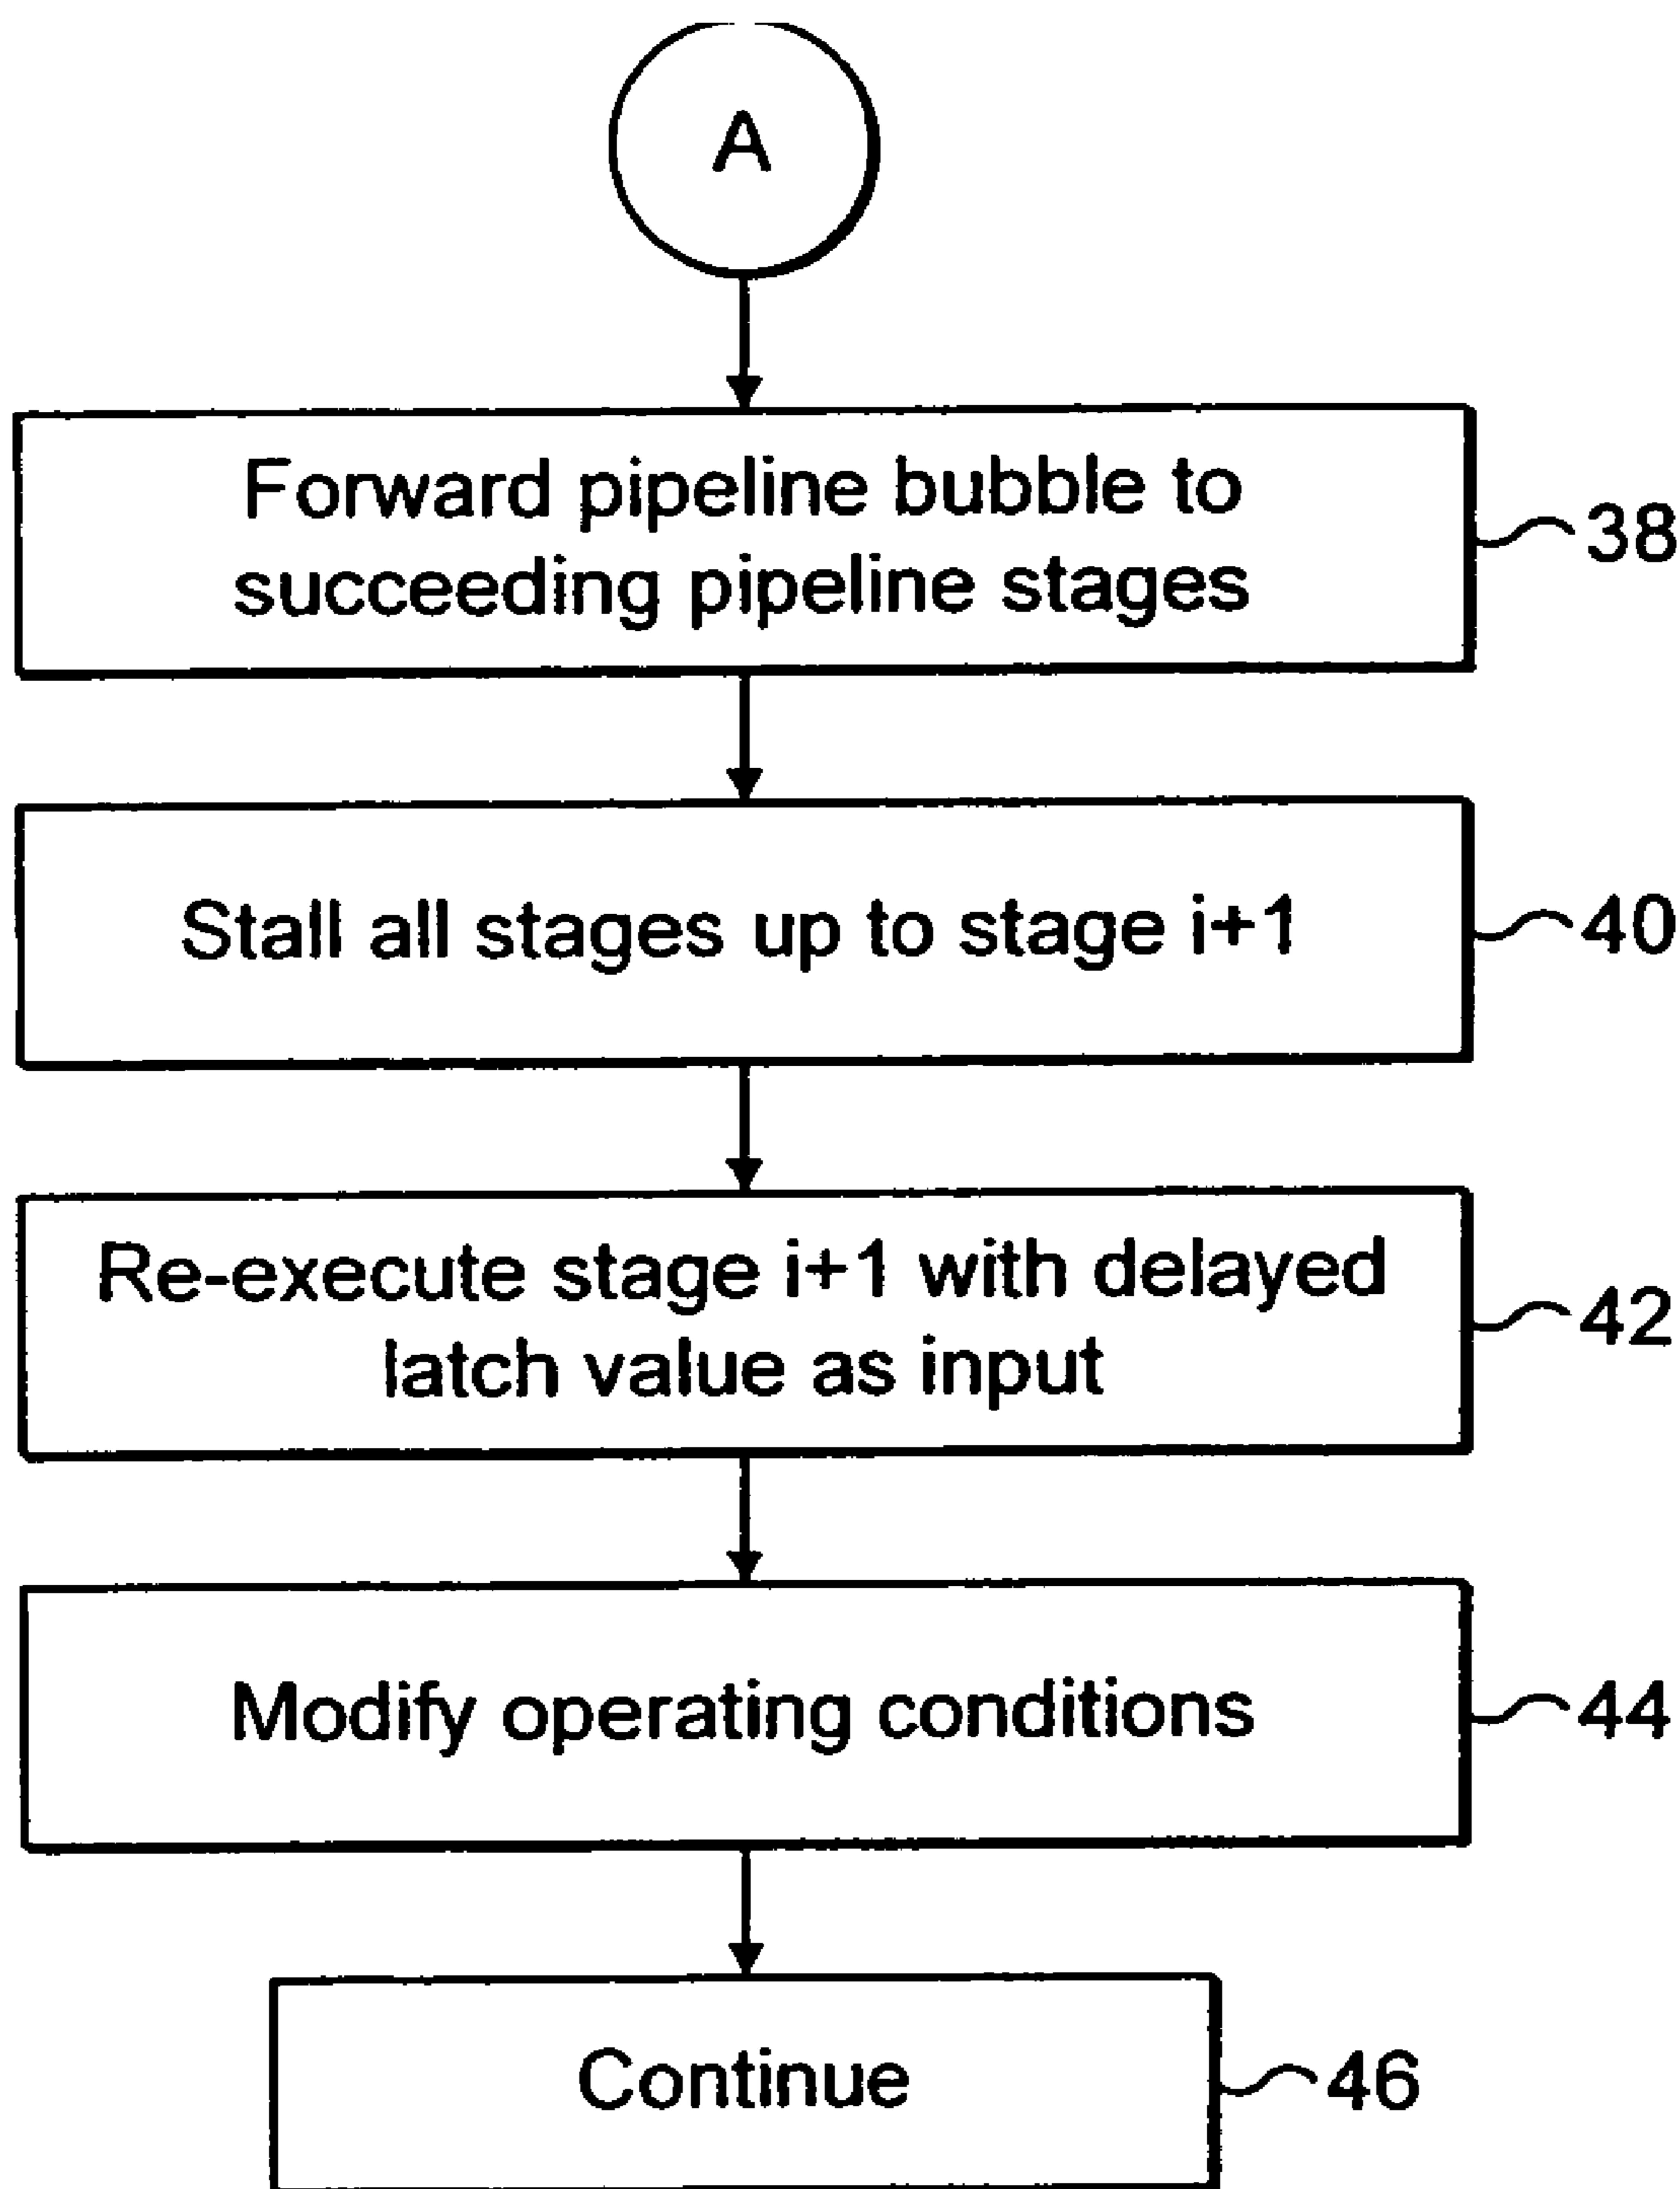 A
Forward pipeline bubble to
succeeding pipeline stages
38
Stall all stages up to stage i+1
40
Re-execute stage i+1 with delayed
latch value as input
42
Modify operating conditions
44
Continue
46